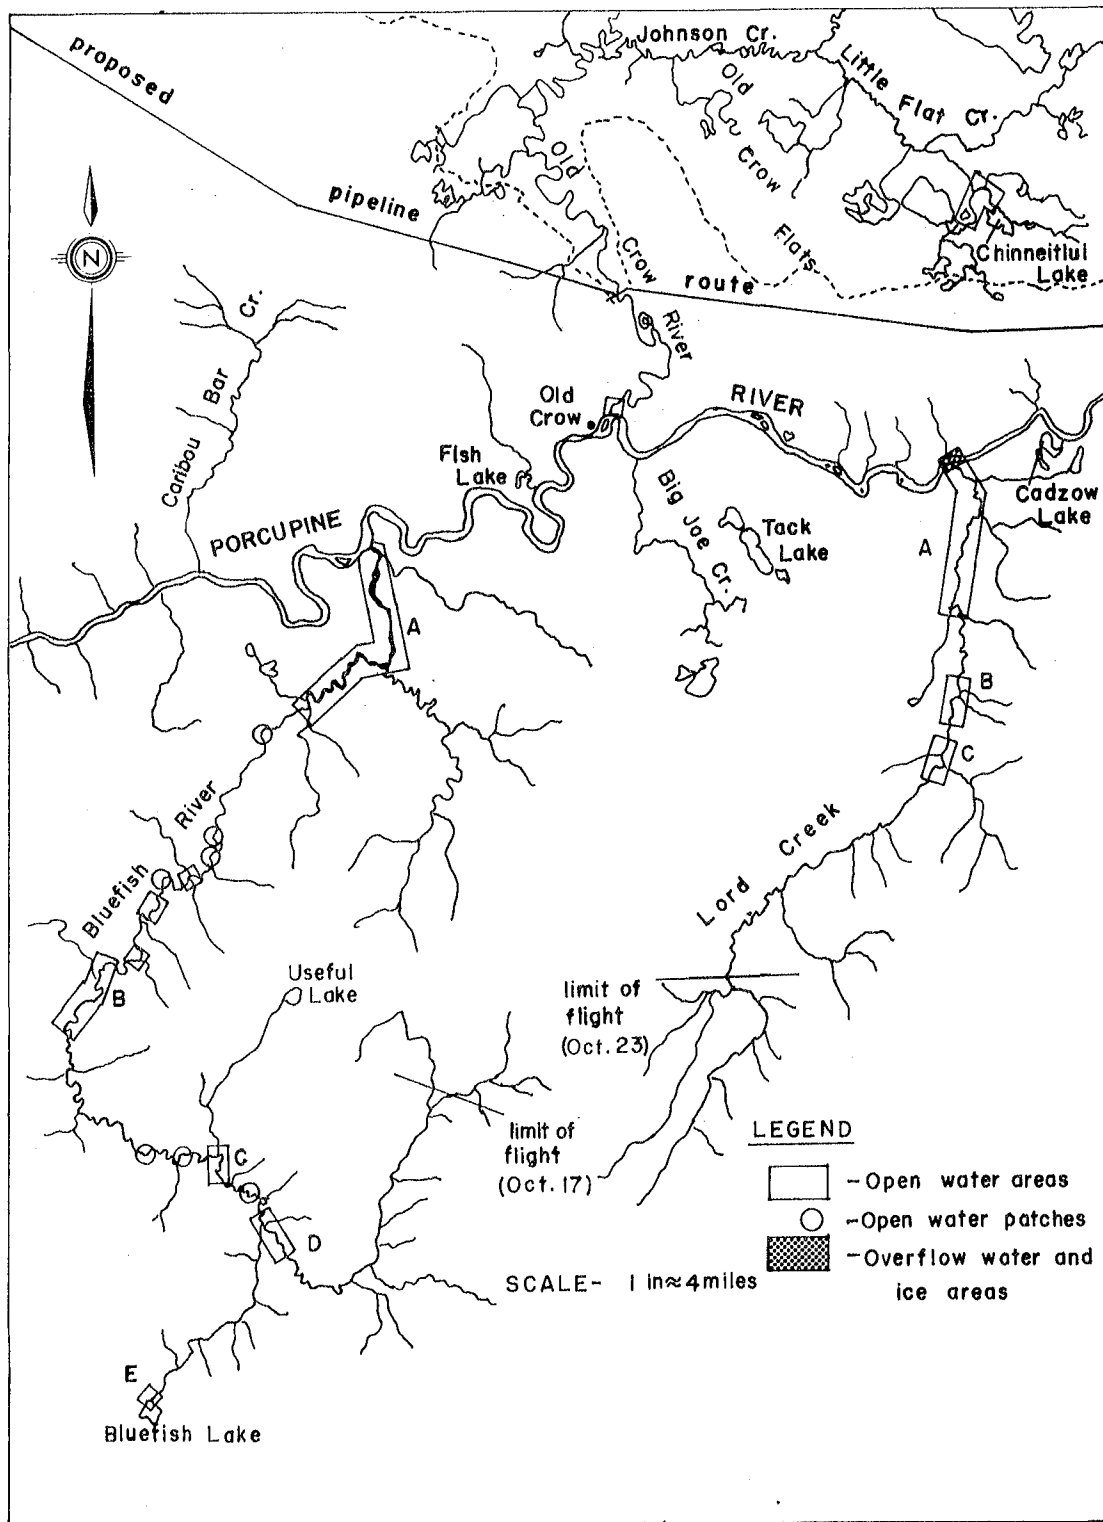 Johnson Cr.
proposed
Little Flat Cr.
Old Crow Flats
Old Crow River
pipeline
route
Chinneitlui
Lake
N
Caribou Bar Cr.
Old
Crow
RIVER
Fish
Lake
PORCUPINE
Big Joe Cr.
Tack
Lake
Cadzow
Lake
A
A
B
C
Bluefish River
Lord Creek
B
Useful
Lake
limit of
flight
(Oct. 23)
limit of
flight
(Oct. 17)
C
D
E
Bluefish Lake
LEGEND
-Open water areas
-Open water patches
-Overflow water and
ice areas
SCALE- 1 in≈4miles